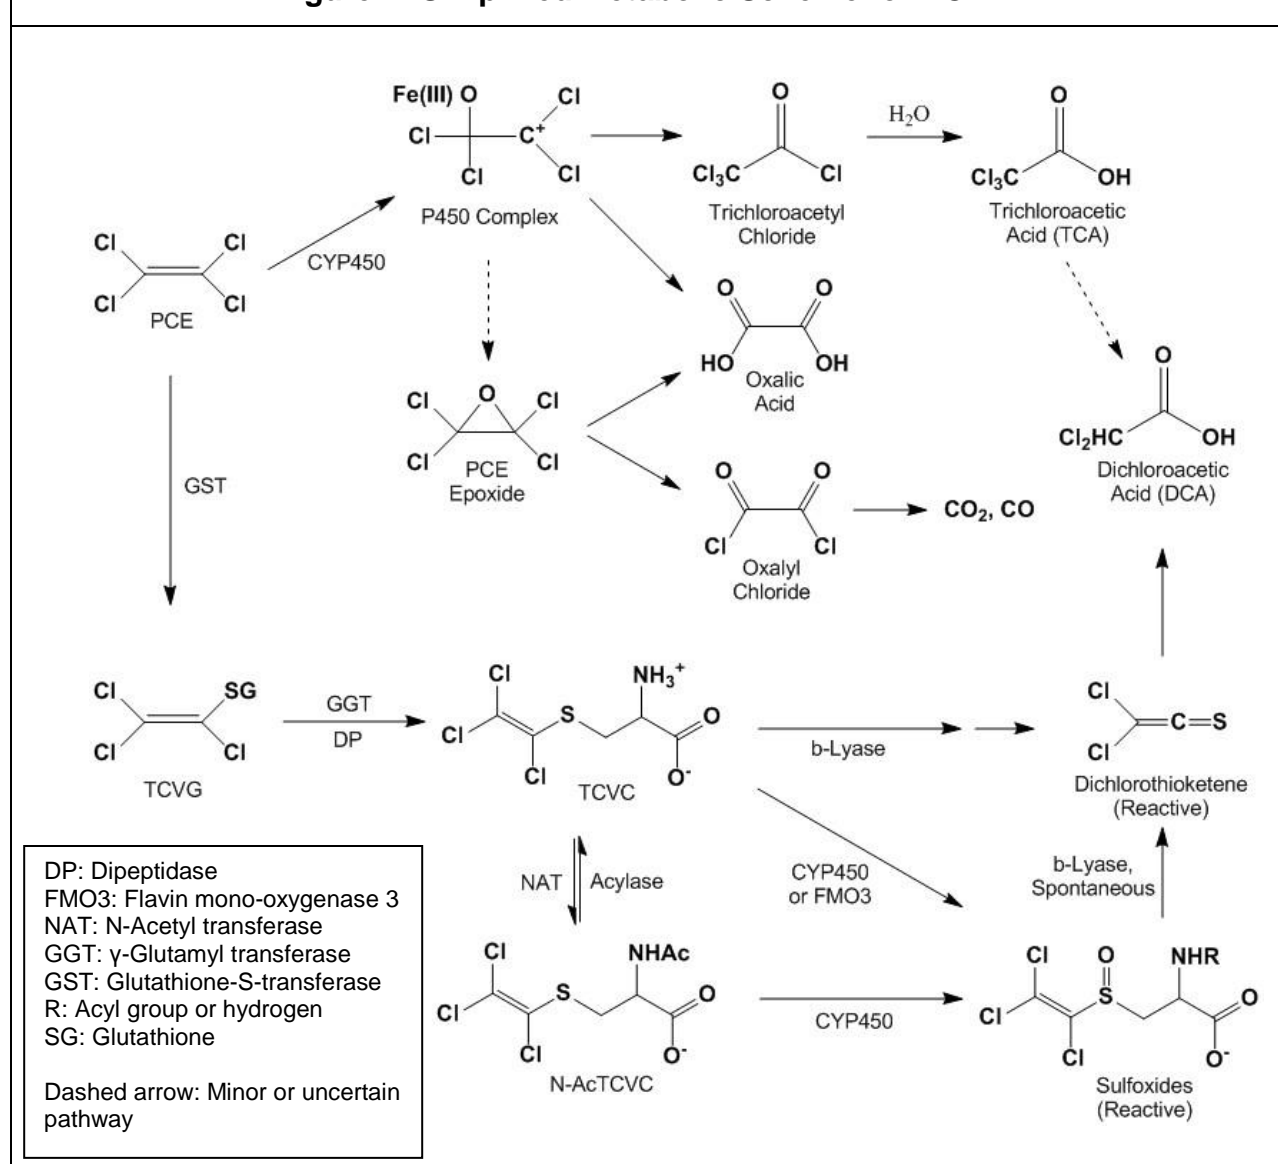 Fe(III) O
Cl
Cl
C⁺
Cl
Cl
P450 Complex
O
Cl₃C
Cl
Trichloroacetyl
Chloride
H₂O
O
Cl₃C
OH
Trichloroacetic
Acid (TCA)
Cl
Cl
Cl
Cl
PCE
CYP450
O
O
HO
OH
Oxalic
Acid
O
Cl
Cl
Cl
Cl
PCE
Epoxide
O
Cl₂HC
OH
Dichloroacetic
Acid (DCA)
GST
O
O
Cl
Cl
Oxalyl
Chloride
CO₂, CO
Cl
SG
Cl
Cl
TCVG
GGT
DP
Cl
NH₃⁺
Cl
S
O
Cl
O⁻
TCVC
b-Lyase
Cl
C
S
Cl
Dichlorothioketene
(Reactive)
NAT
Acylase
CYP450
or FMO3
b-Lyase,
Spontaneous
Cl
NHAc
Cl
S
O
Cl
O⁻
N-AcTCVC
CYP450
Cl
O
NHR
Cl
S
O
Cl
O⁻
Sulfoxides
(Reactive)
DP: Dipeptidase
FMO3: Flavin mono-oxygenase 3
NAT: N-Acetyl transferase
GGT: γ-Glutamyl transferase
GST: Glutathione-S-transferase
R: Acyl group or hydrogen
SG: Glutathione
Dashed arrow: Minor or uncertain
pathway